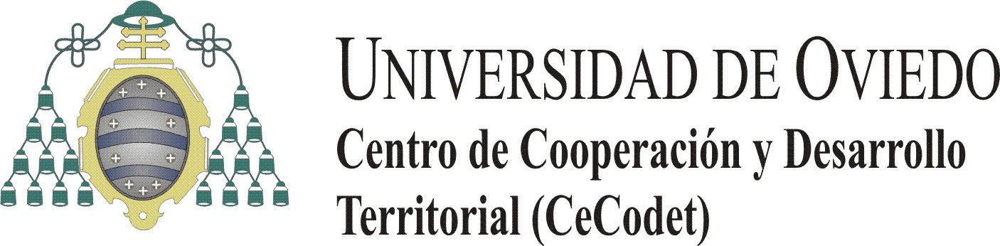 UNIVERSIDAD DE OVIEDO
Centro de Cooperación y Desarrollo
Territorial (CeCodet)